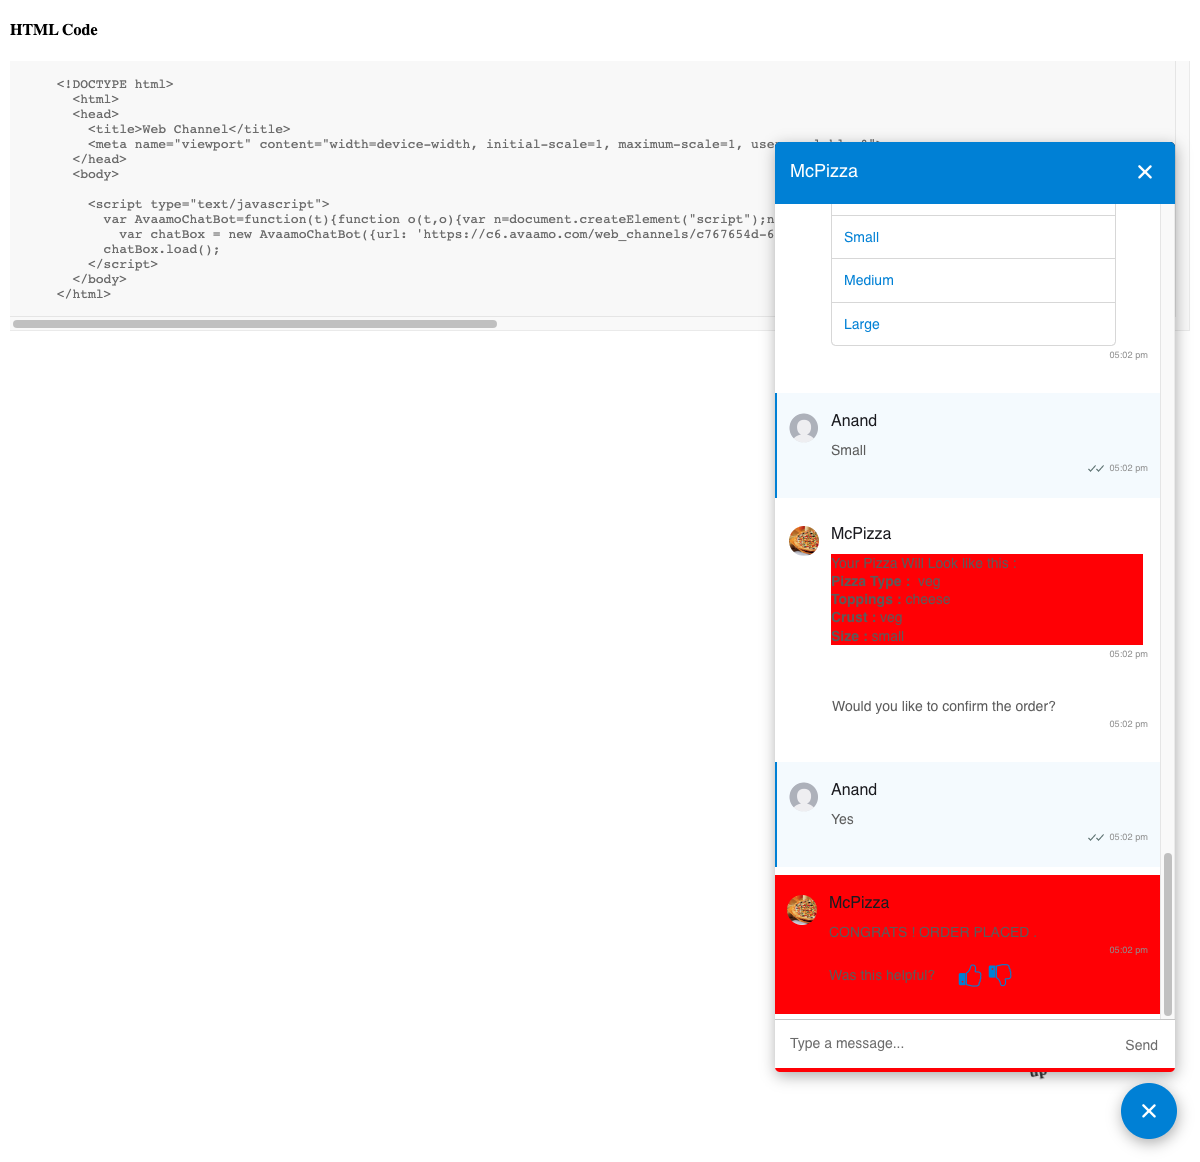 HTML Code
<!DOCTYPE html>
<html>
<head>
<title>Web Channel</title>
<meta name="viewport" content="width=device-width, initial-scale=1, maximum-scale=1,
</head>
<body>
<script type="text/javascript">
var AvaamoChatBot=function(t){function o(t,o){var n=document.createElement("script");n
var chatBox = new AvaamoChatBot({url: 'https://c6.avaamo.com/web_channels/c767654d-6
chatBox.load();
</script>
</body>
</html>
McPizza
Small
Medium
Large
05:02 pm
Anand
Small
05:02 pm
McPizza
Your Pizza Will Look like this :
Pizza Type : veg
Toppings : cheese
Crust : veg
Size : small
05:02 pm
Would you like to confirm the order?
05:02 pm
Anand
Yes
05:02 pm
McPizza
CONGRATS ! ORDER PLACED .
05:02 pm
Was this helpful?
Type a message...
Send
up